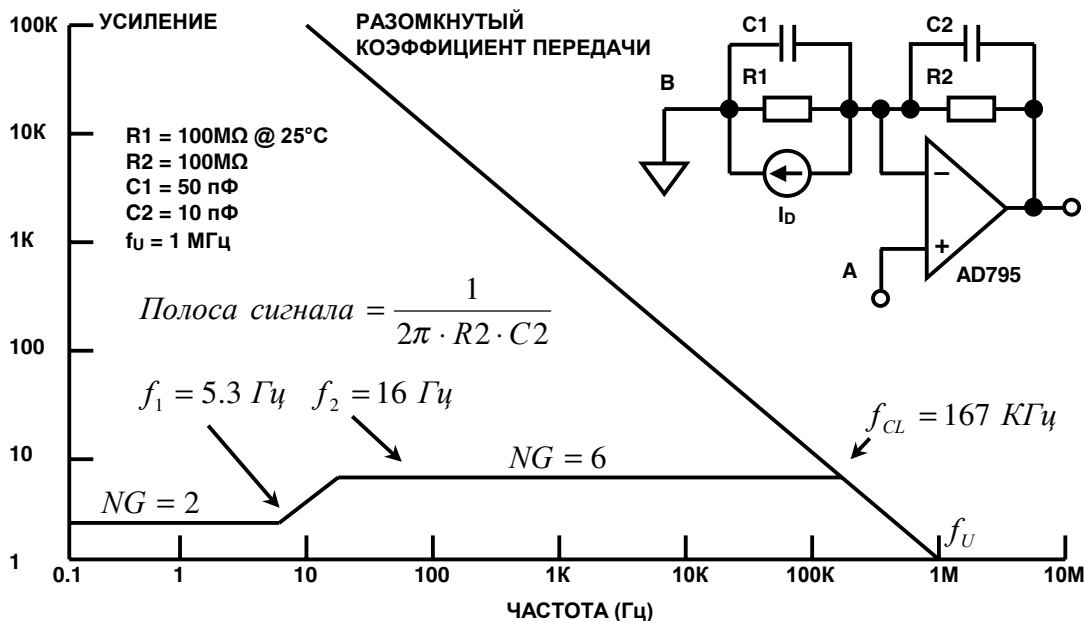 УСИЛЕНИЕ
РАЗОМКНУТЫЙ
КОЭФФИЦИЕНТ ПЕРЕДАЧИ
100K
10K
1K
100
10
1
R1 = 100MΩ @ 25°C
R2 = 100MΩ
C1 = 50 пФ
C2 = 10 пФ
fU = 1 МГц
Полоса сигнала = 1 / 2π · R2 · C2
f1 = 5.3 Гц
f2 = 16 Гц
fCL = 167 КГц
NG = 2
NG = 6
fU
C1
R1
B
ID
C2
R2
−
+
A
AD795
0.1
1
10
100
1K
10K
100K
1M
10M
ЧАСТОТА (Гц)